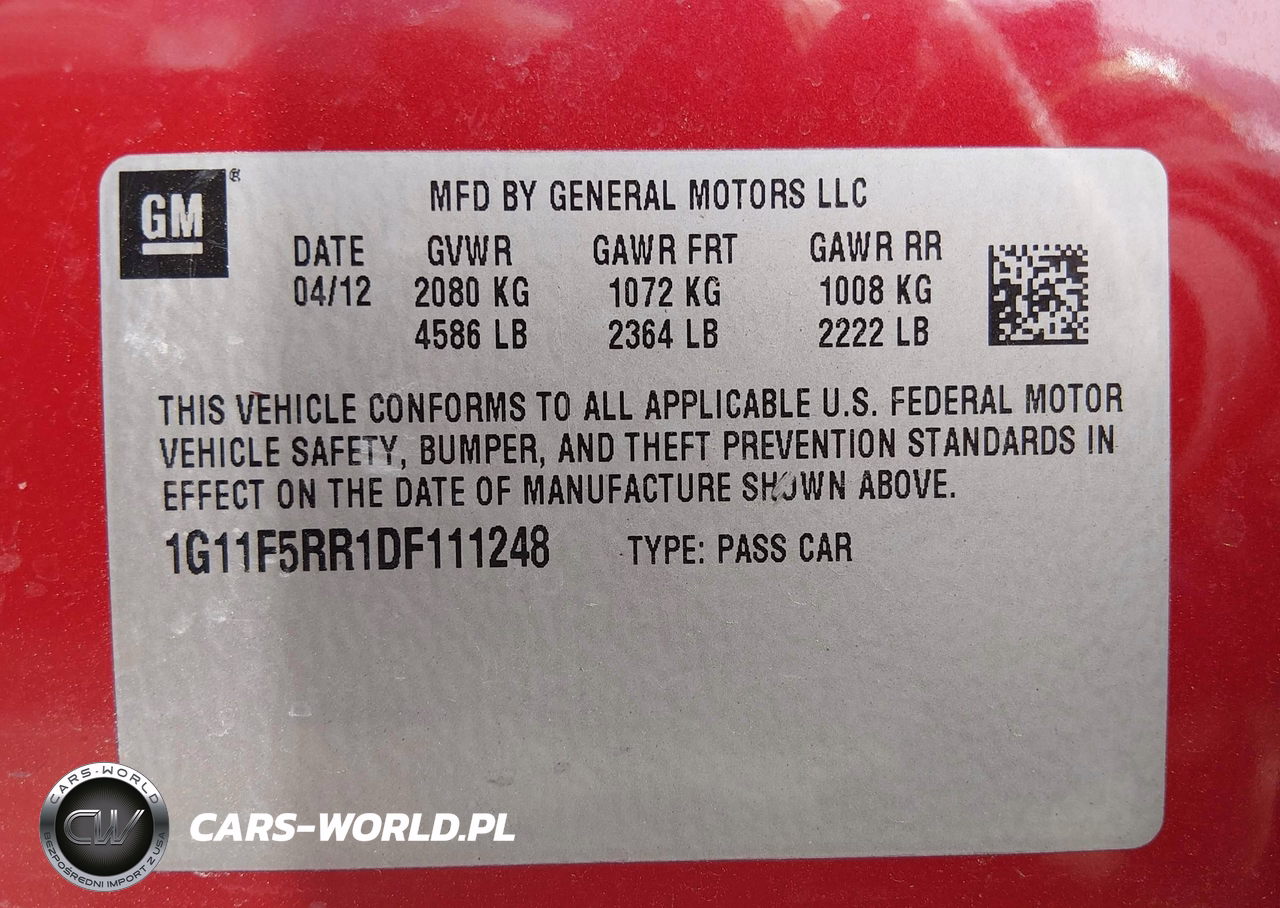 GM ®
MFD BY GENERAL MOTORS LLC
DATE GVWR GAWR FRT GAWR RR
04/12 2080 KG 1072 KG 1008 KG
4586 LB 2364 LB 2222 LB
THIS VEHICLE CONFORMS TO ALL APPLICABLE U.S. FEDERAL MOTOR
VEHICLE SAFETY, BUMPER, AND THEFT PREVENTION STANDARDS IN
EFFECT ON THE DATE OF MANUFACTURE SHOWN ABOVE.
1G11F5RR1DF111248 TYPE: PASS CAR
CARS-WORLD
CW
BEZPOŚREDNI IMPORT Z USA
CARS-WORLD.PL